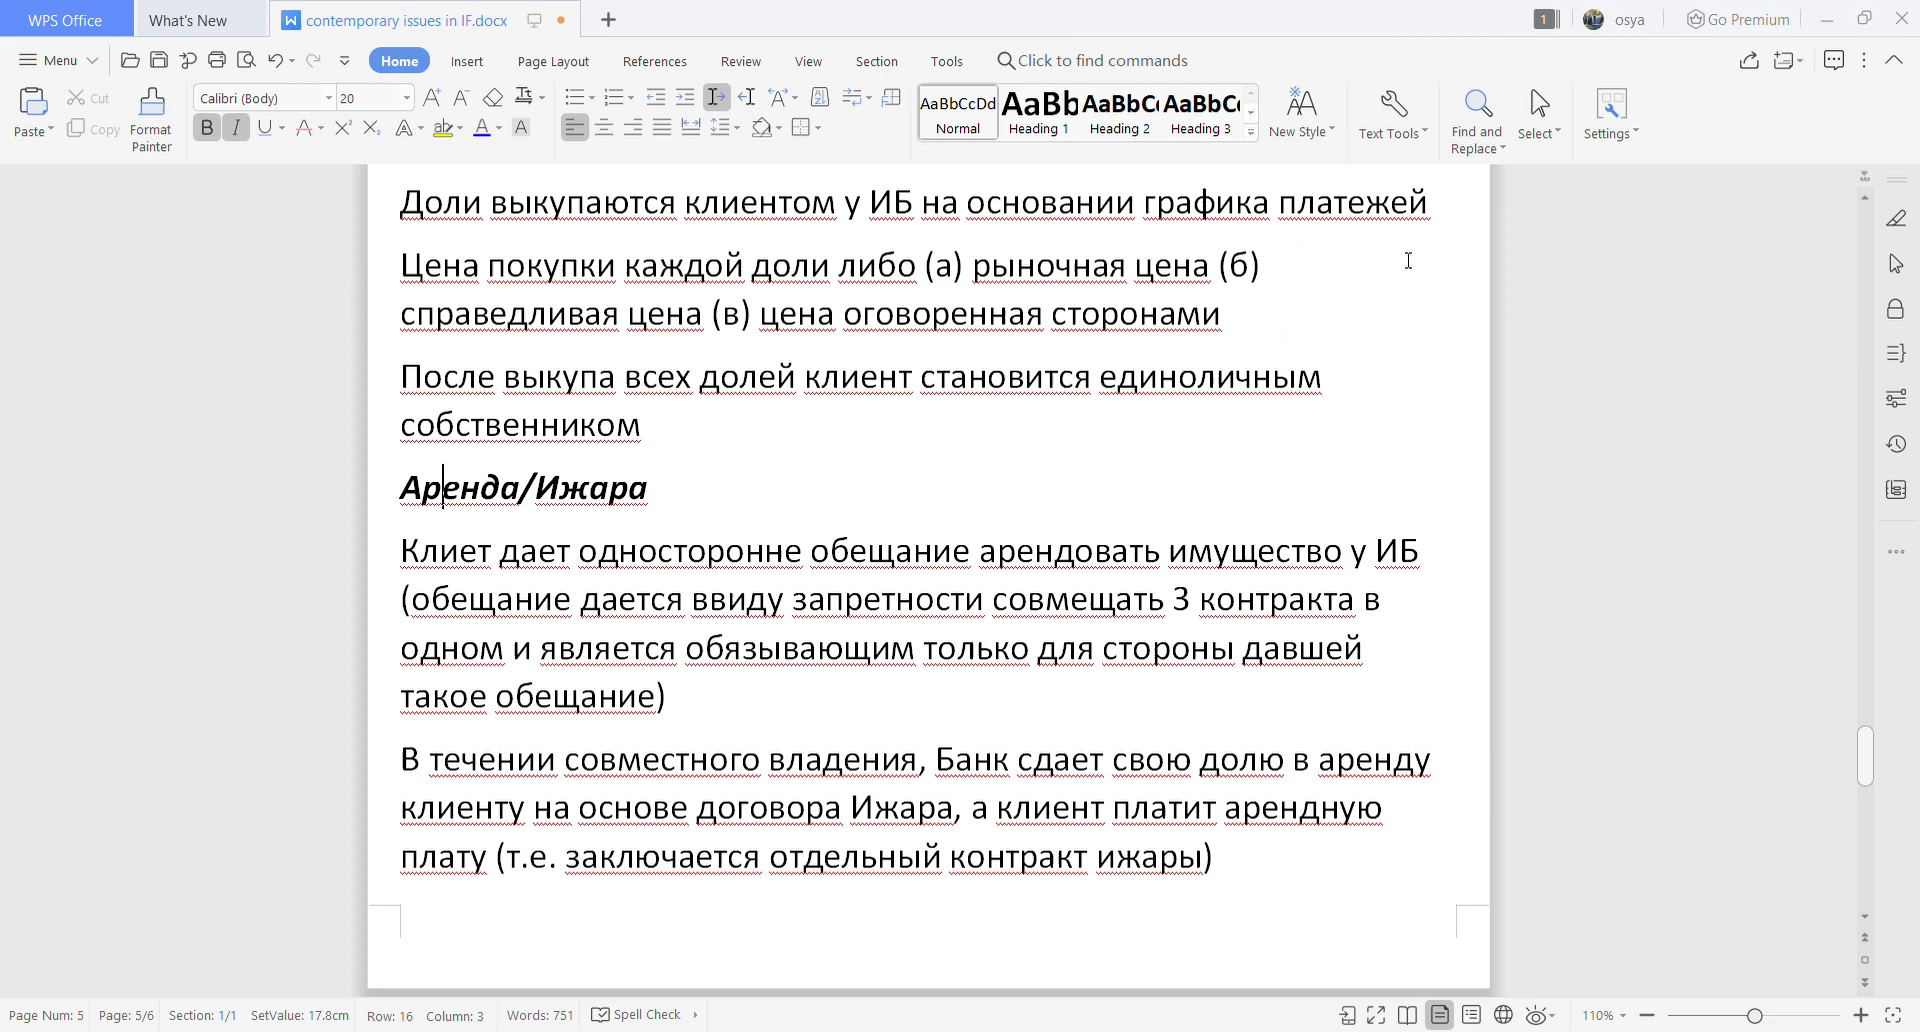 WPS Office What's New contemporary issues in IF.docx 1 osya Go Premium
Menu Home Insert Page Layout References Review View Section Tools Click to find commands
Paste Cut Copy Format Painter Calibri (Body) 20 AaBbCcDd Normal AaBb Heading 1 AaBbC Heading 2 AaBbC Heading 3 New Style Text Tools Find and Replace Select Settings
Доли выкупаются клиентом у ИБ на основании графика платежей
Цена покупки каждой доли либо (а) рыночная цена (б)
справедливая цена (в) цена оговоренная сторонами
После выкупа всех долей клиент становится единоличным
собственником
Аренда/Ижара
Клиет дает односторонне обещание арендовать имущество у ИБ
(обещание дается ввиду запретности совмещать 3 контракта в
одном и является обязывающим только для стороны давшей
такое обещание)
В течении совместного владения, Банк сдает свою долю в аренду
клиенту на основе договора Ижара, а клиент платит арендную
плату (т.е. заключается отдельный контракт ижары)
Page Num: 5 Page: 5/6 Section: 1/1 SetValue: 17.8cm Row: 16 Column: 3 Words: 751 Spell Check 110%